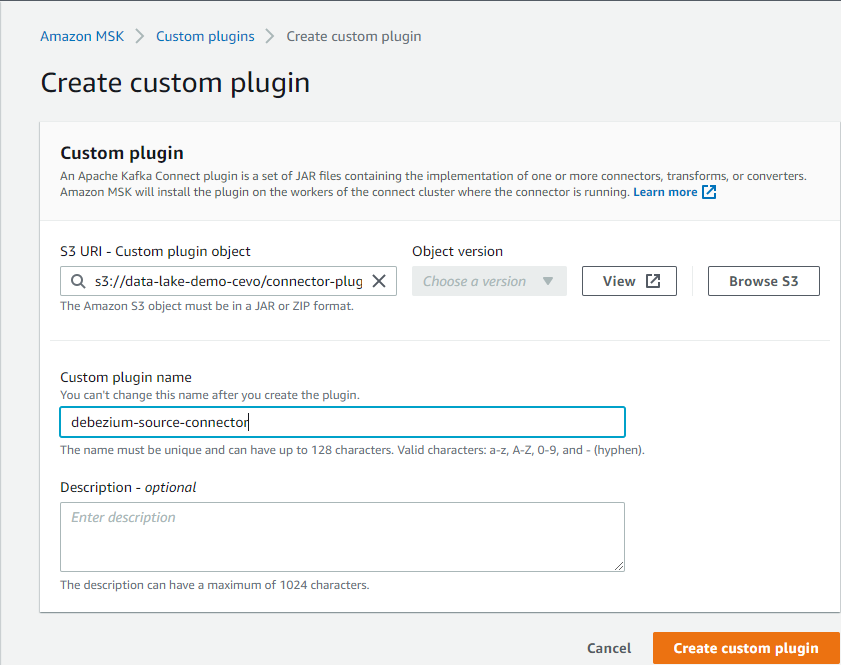 Amazon MSK > Custom plugins > Create custom plugin
Create custom plugin
Custom plugin
An Apache Kafka Connect plugin is a set of JAR files containing the implementation of one or more connectors, transforms, or converters.
Amazon MSK will install the plugin on the workers of the connect cluster where the connector is running. Learn more
S3 URI - Custom plugin object
Object version
s3://data-lake-demo-cevo/connector-plug
Choose a version
View
Browse S3
The Amazon S3 object must be in a JAR or ZIP format.
Custom plugin name
You can't change this name after you create the plugin.
debezium-source-connector
The name must be unique and can have up to 128 characters. Valid characters: a-z, A-Z, 0-9, and - (hyphen).
Description - optional
Enter description
The description can have a maximum of 1024 characters.
Cancel
Create custom plugin